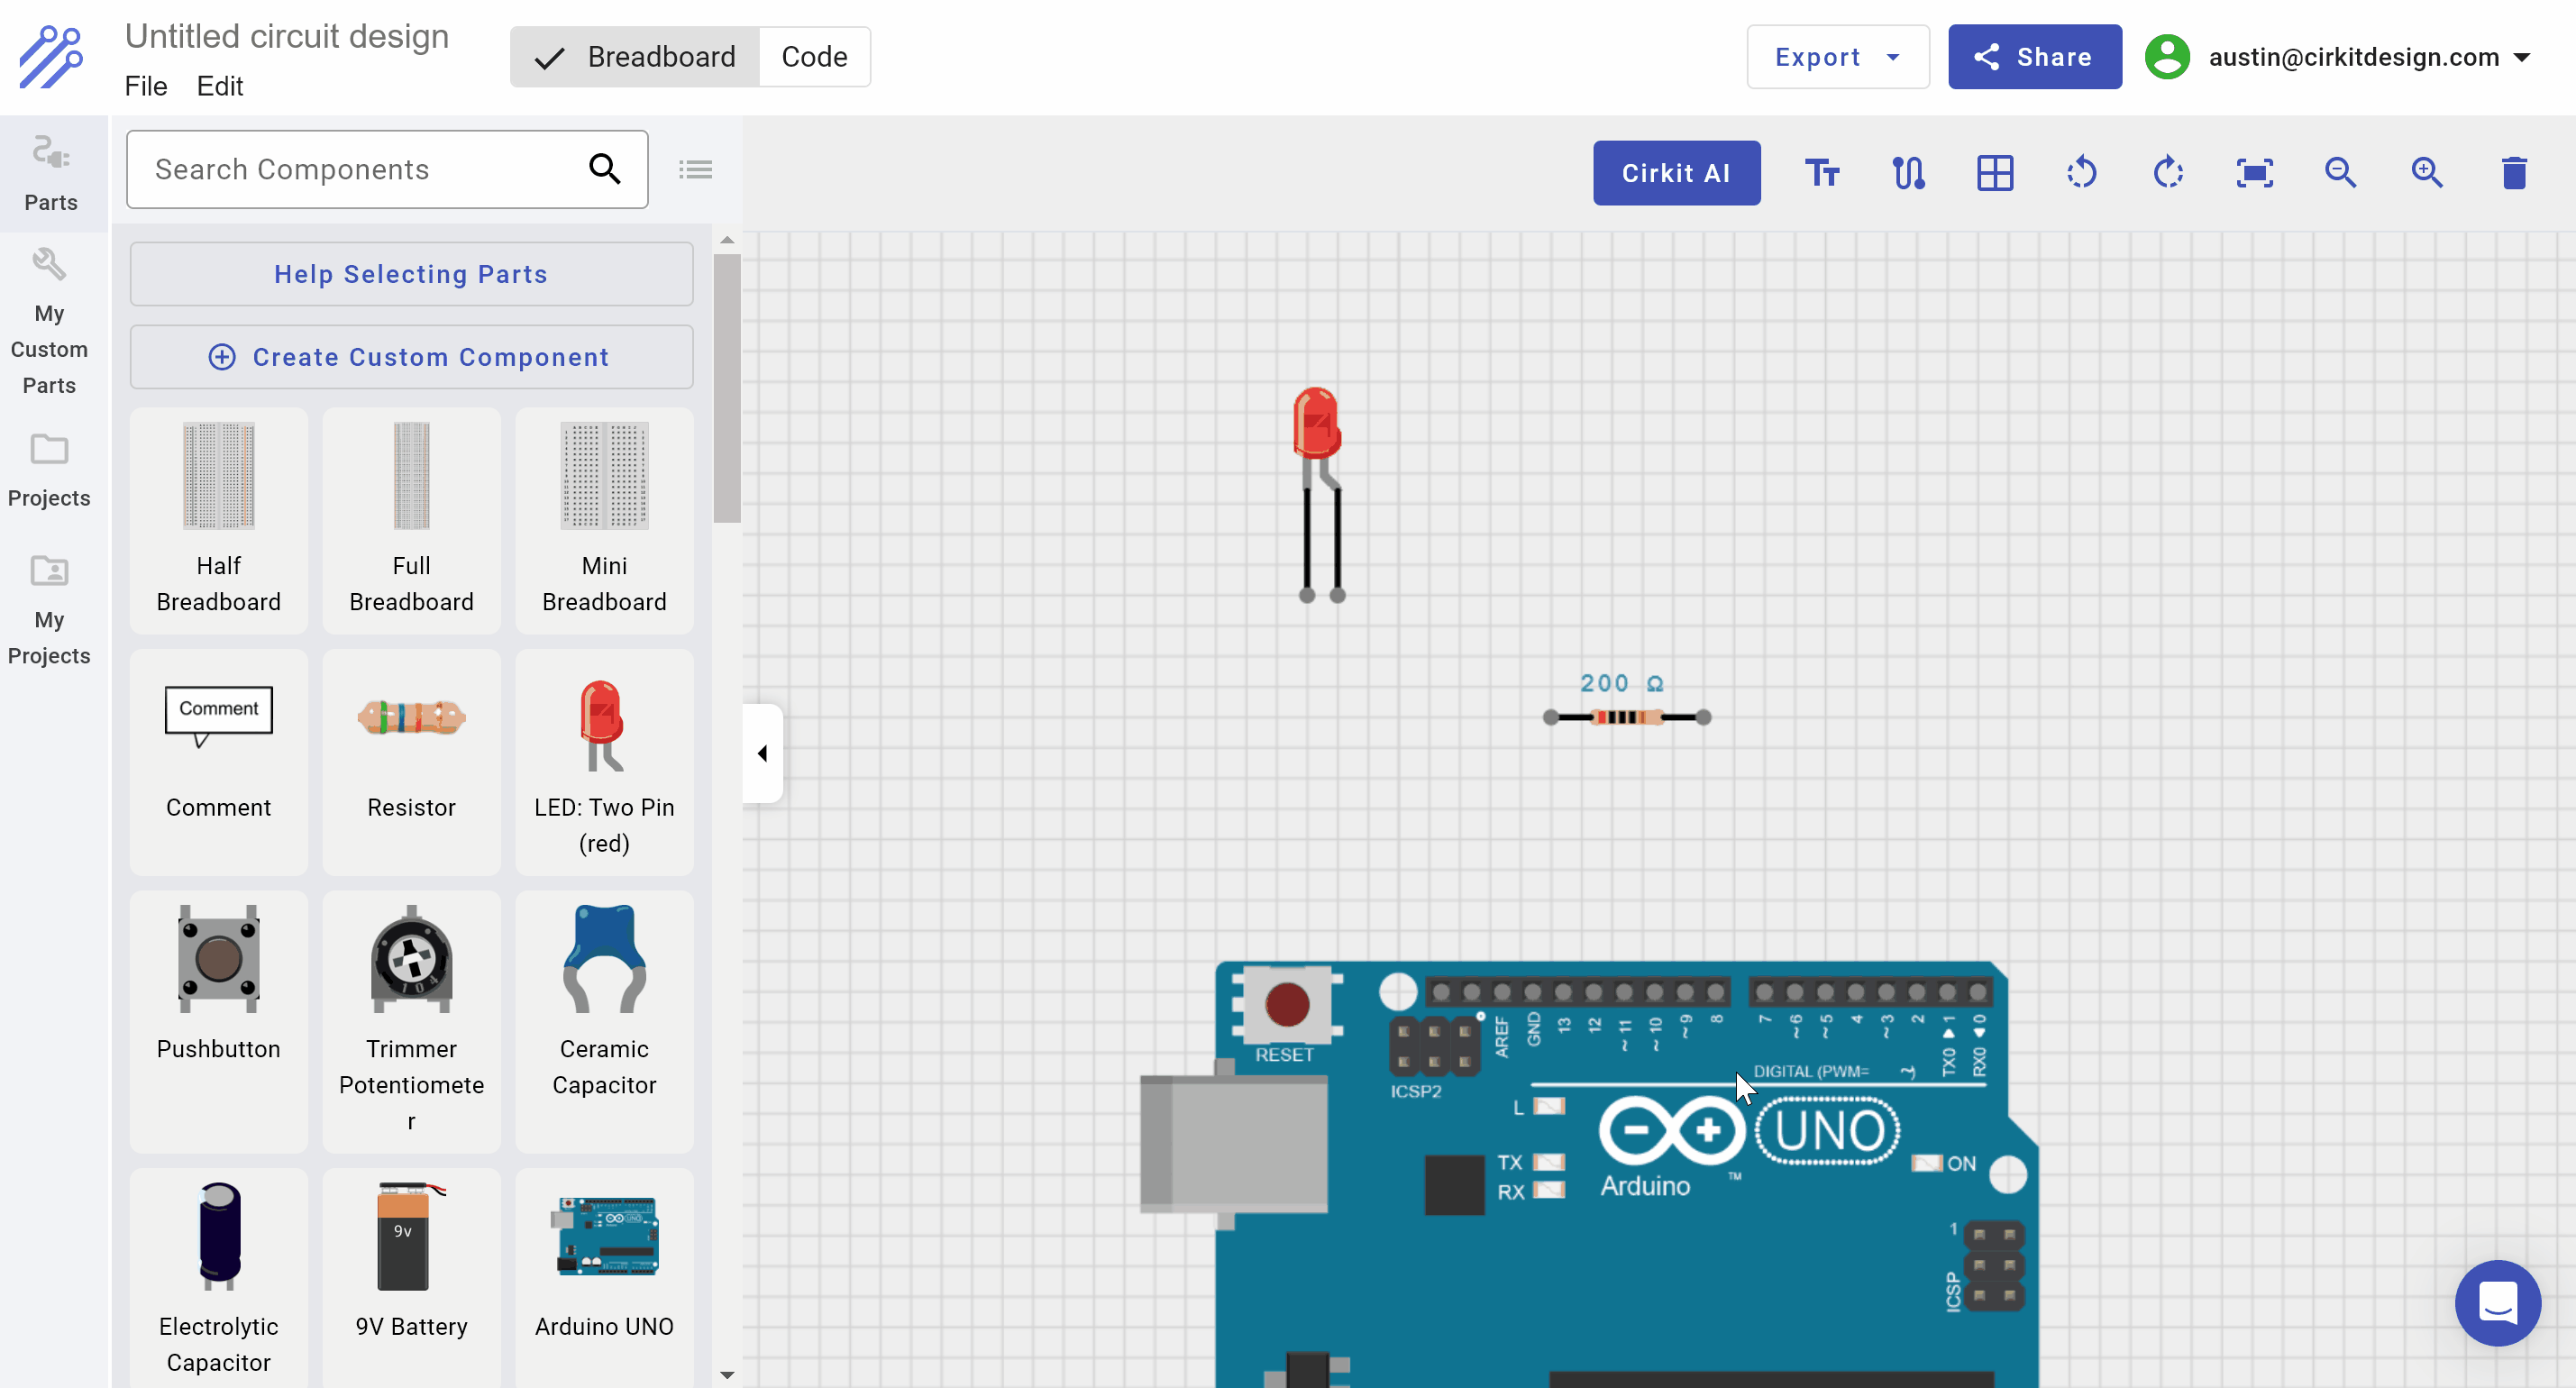 Untitled circuit design
File Edit
Breadboard Code
Export Share austin@cirkitdesign.com
Parts
My
Custom
Parts
Projects
My
Projects
Search Components
Help Selecting Parts
Create Custom Component
Half
Breadboard
Full
Breadboard
Mini
Breadboard
Comment
Comment
Resistor
LED: Two Pin
(red)
Pushbutton
104
Trimmer
Potentiomete
r
Ceramic
Capacitor
Electrolytic
Capacitor
9v
9V Battery
Arduino UNO
Cirkit AI
200 Ω
RESET
ICSP2
AREF
GND
13
12
~11
~10
~9
8
7
~6
~5
4
~3
2
TX0▶1
RX0◀0
DIGITAL (PWM= ~)
L
TX
RX
Arduino ™
UNO
ON
1
ICSP